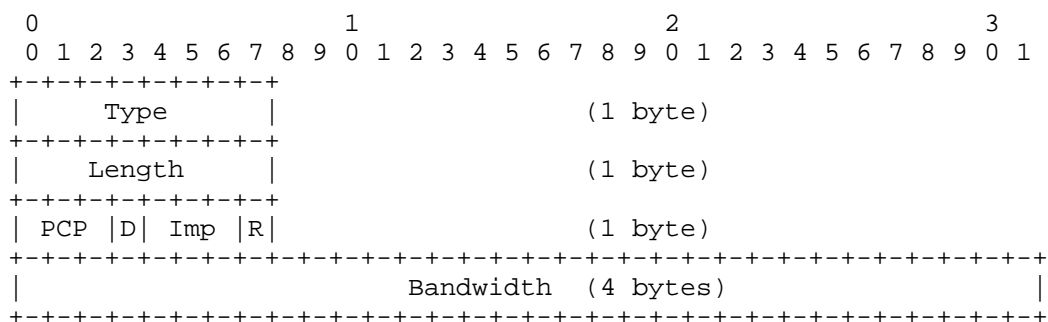 0                   1                   2                   3
 0 1 2 3 4 5 6 7 8 9 0 1 2 3 4 5 6 7 8 9 0 1 2 3 4 5 6 7 8 9 0 1
+-+-+-+-+-+-+-+-+
|     Type      |                   (1 byte)
+-+-+-+-+-+-+-+-+
|    Length     |                   (1 byte)
+-+-+-+-+-+-+-+-+
| PCP |D| Imp |R|                   (1 byte)
+-+-+-+-+-+-+-+-+-+-+-+-+-+-+-+-+-+-+-+-+-+-+-+-+-+-+-+-+-+-+-+-+
|                        Bandwidth  (4 bytes)                   |
+-+-+-+-+-+-+-+-+-+-+-+-+-+-+-+-+-+-+-+-+-+-+-+-+-+-+-+-+-+-+-+-+